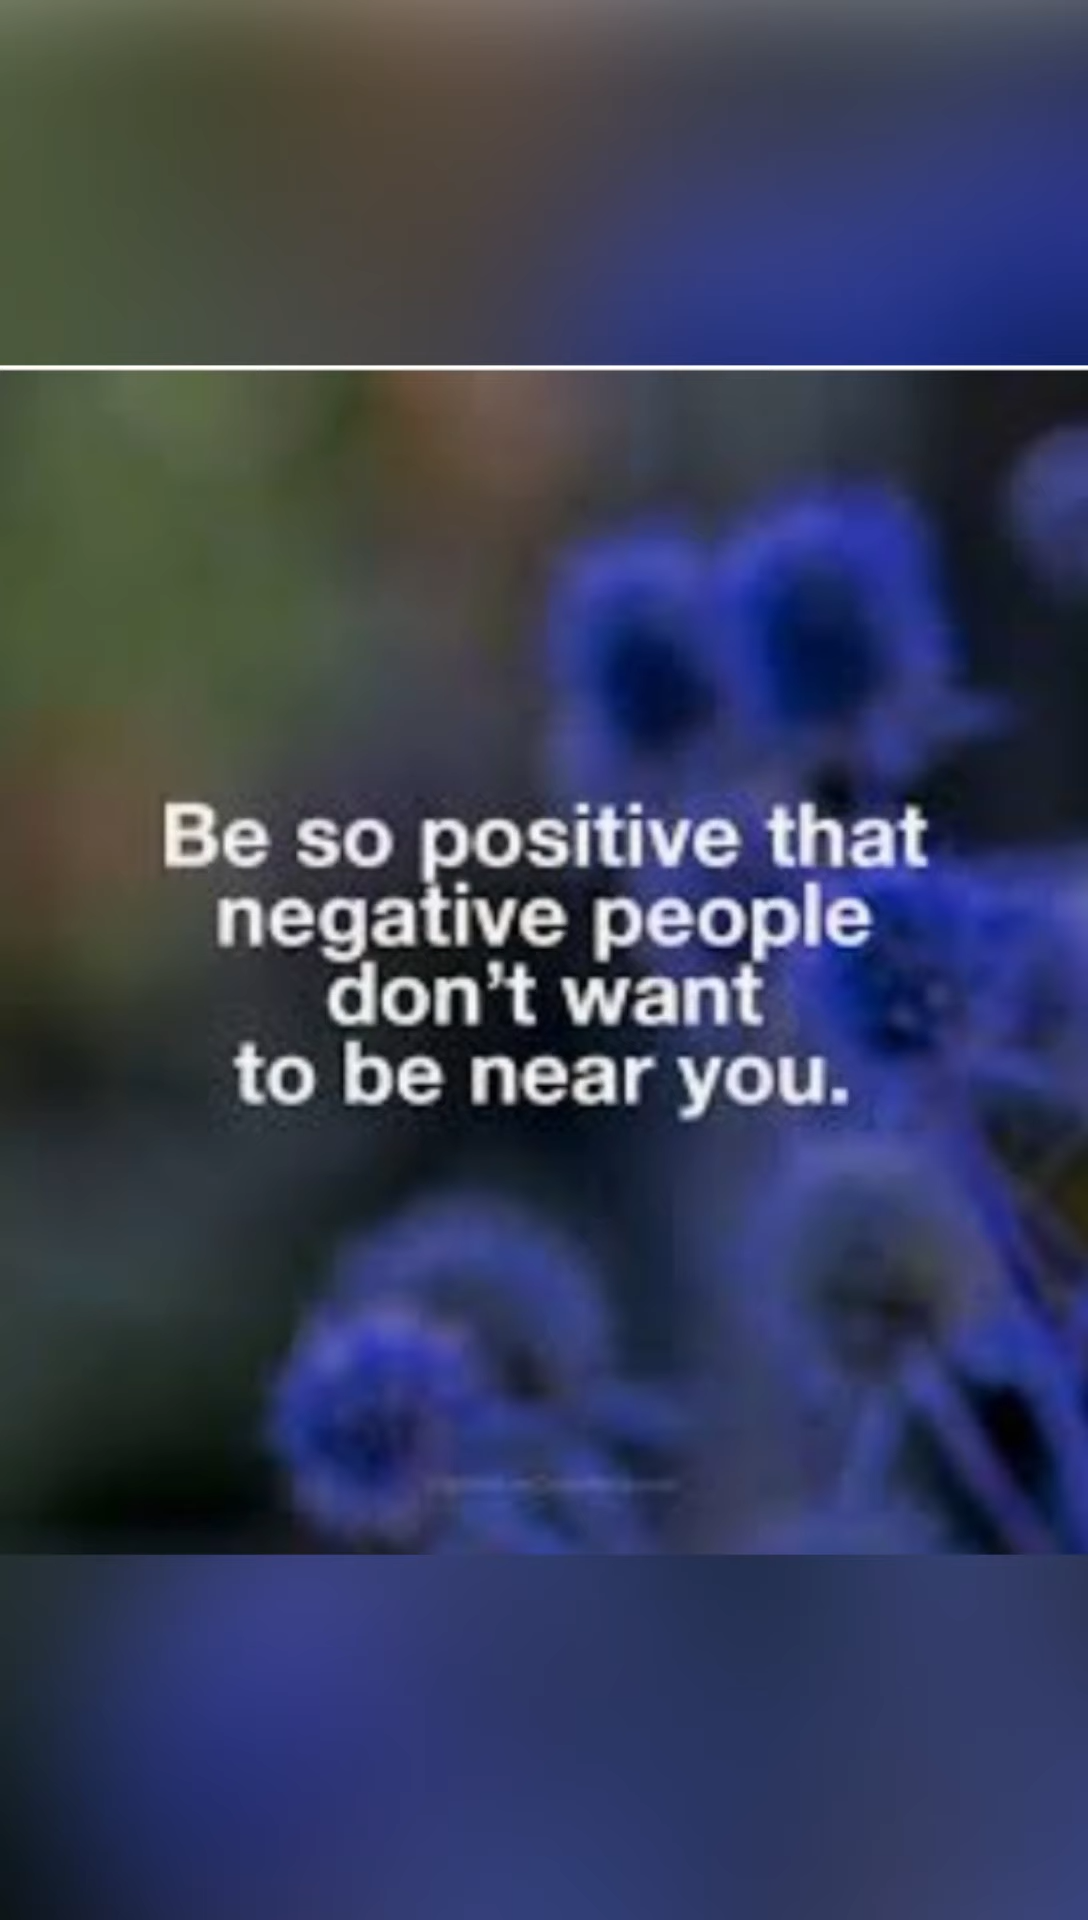 Be so positive that
negative people
don’t want
to be near you.